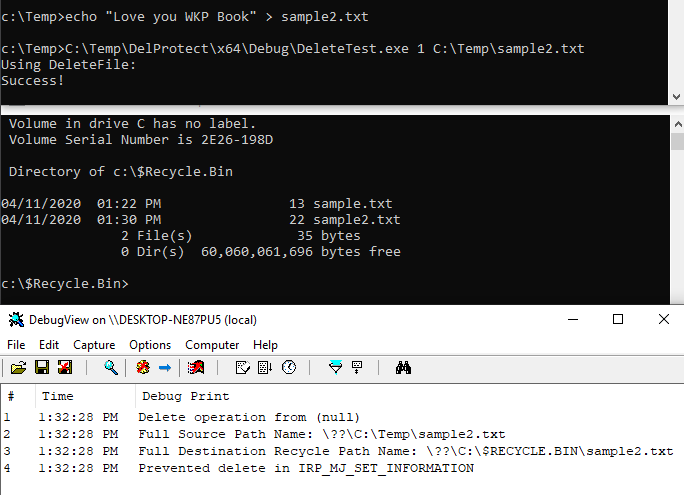 c:\Temp>echo "Love you WKP Book" > sample2.txt
c:\Temp>C:\Temp\DelProtect\x64\Debug\DeleteTest.exe 1 C:\Temp\sample2.txt
Using DeleteFile:
Success!
Volume in drive C has no label.
Volume Serial Number is 2E26-198D
Directory of c:\$Recycle.Bin
04/11/2020  01:22 PM                13 sample.txt
04/11/2020  01:30 PM                22 sample2.txt
2 File(s)             35 bytes
0 Dir(s)  60,060,061,696 bytes free
c:\$Recycle.Bin>
DebugView on \\DESKTOP-NE87PU5 (local)
File Edit Capture Options Computer Help
# Time Debug Print
1 1:32:28 PM Delete operation from (null)
2 1:32:28 PM Full Source Path Name: \??\C:\Temp\sample2.txt
3 1:32:28 PM Full Destination Recycle Path Name: \??\C:\$RECYCLE.BIN\sample2.txt
4 1:32:28 PM Prevented delete in IRP_MJ_SET_INFORMATION